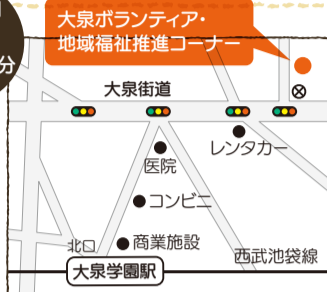 分
大泉ボランティア・
地域福祉推進コーナー
大泉街道
レンタカー
医院
コンビニ
商業施設
北口
西武池袋線
大泉学園駅